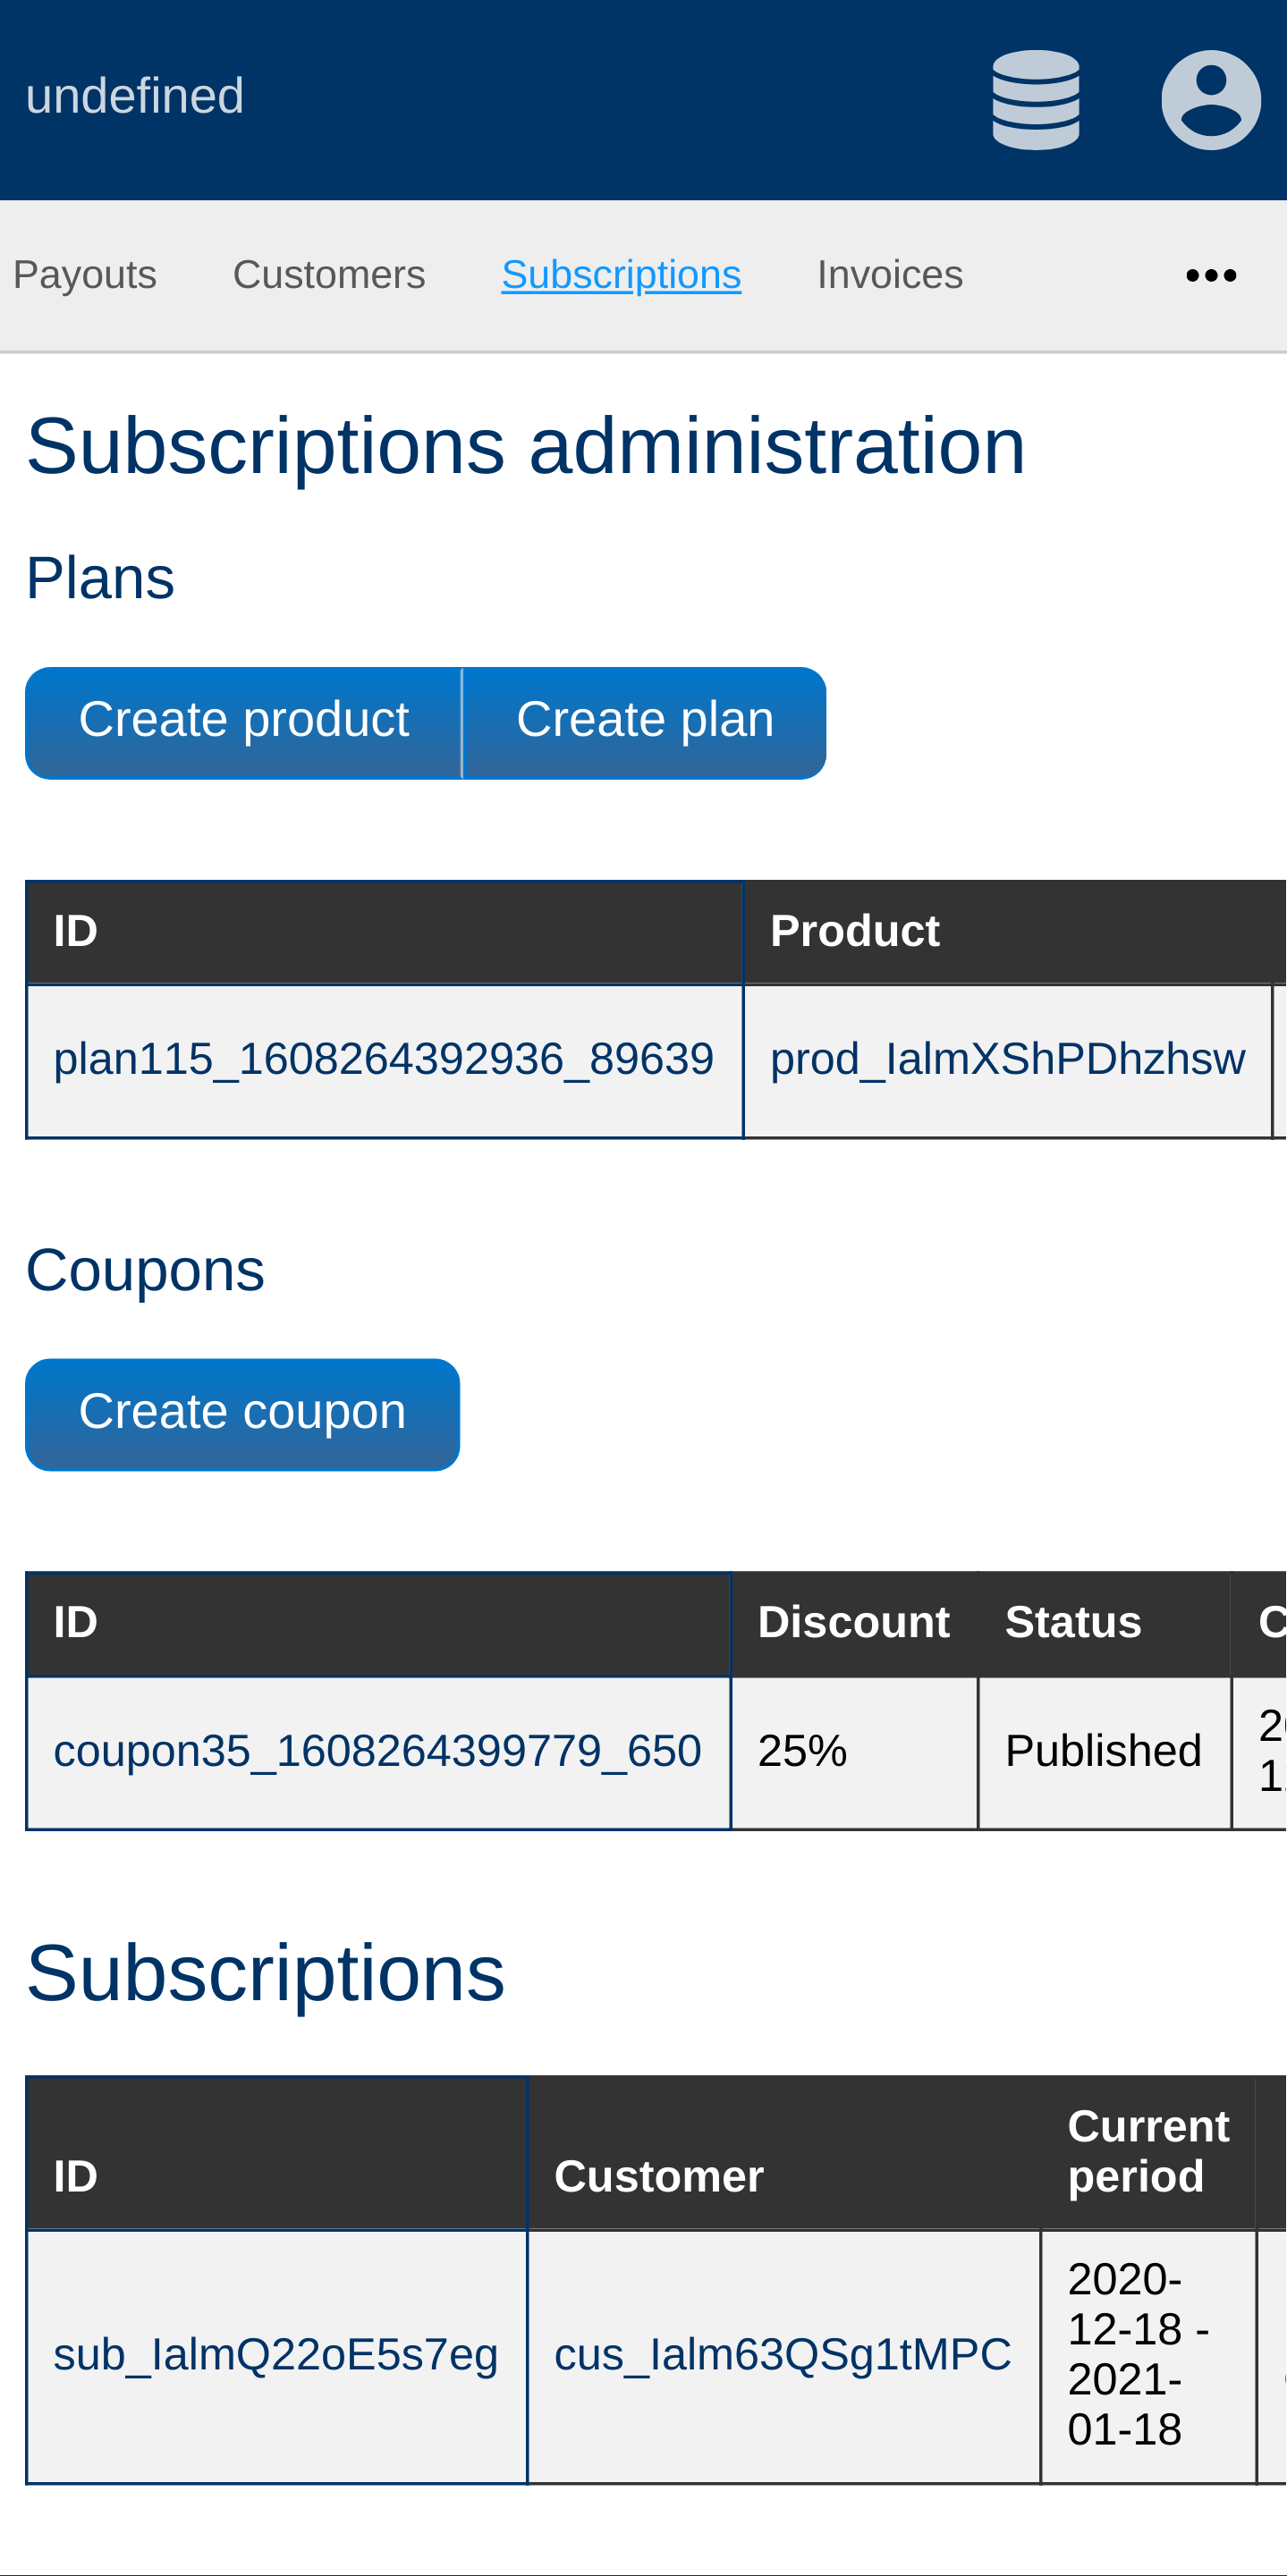 undefined
Payouts Customers Subscriptions Invoices
Subscriptions administration
Plans
Create product Create plan
ID Product
plan115_1608264392936_89639 prod_IalmXShPDhzhsw
Coupons
Create coupon
ID Discount Status
coupon35_1608264399779_650 25% Published
Subscriptions
ID Customer Current period
sub_IalmQ22oE5s7eg cus_Ialm63QSg1tMPC 2020-
12-18 -
2021-
01-18